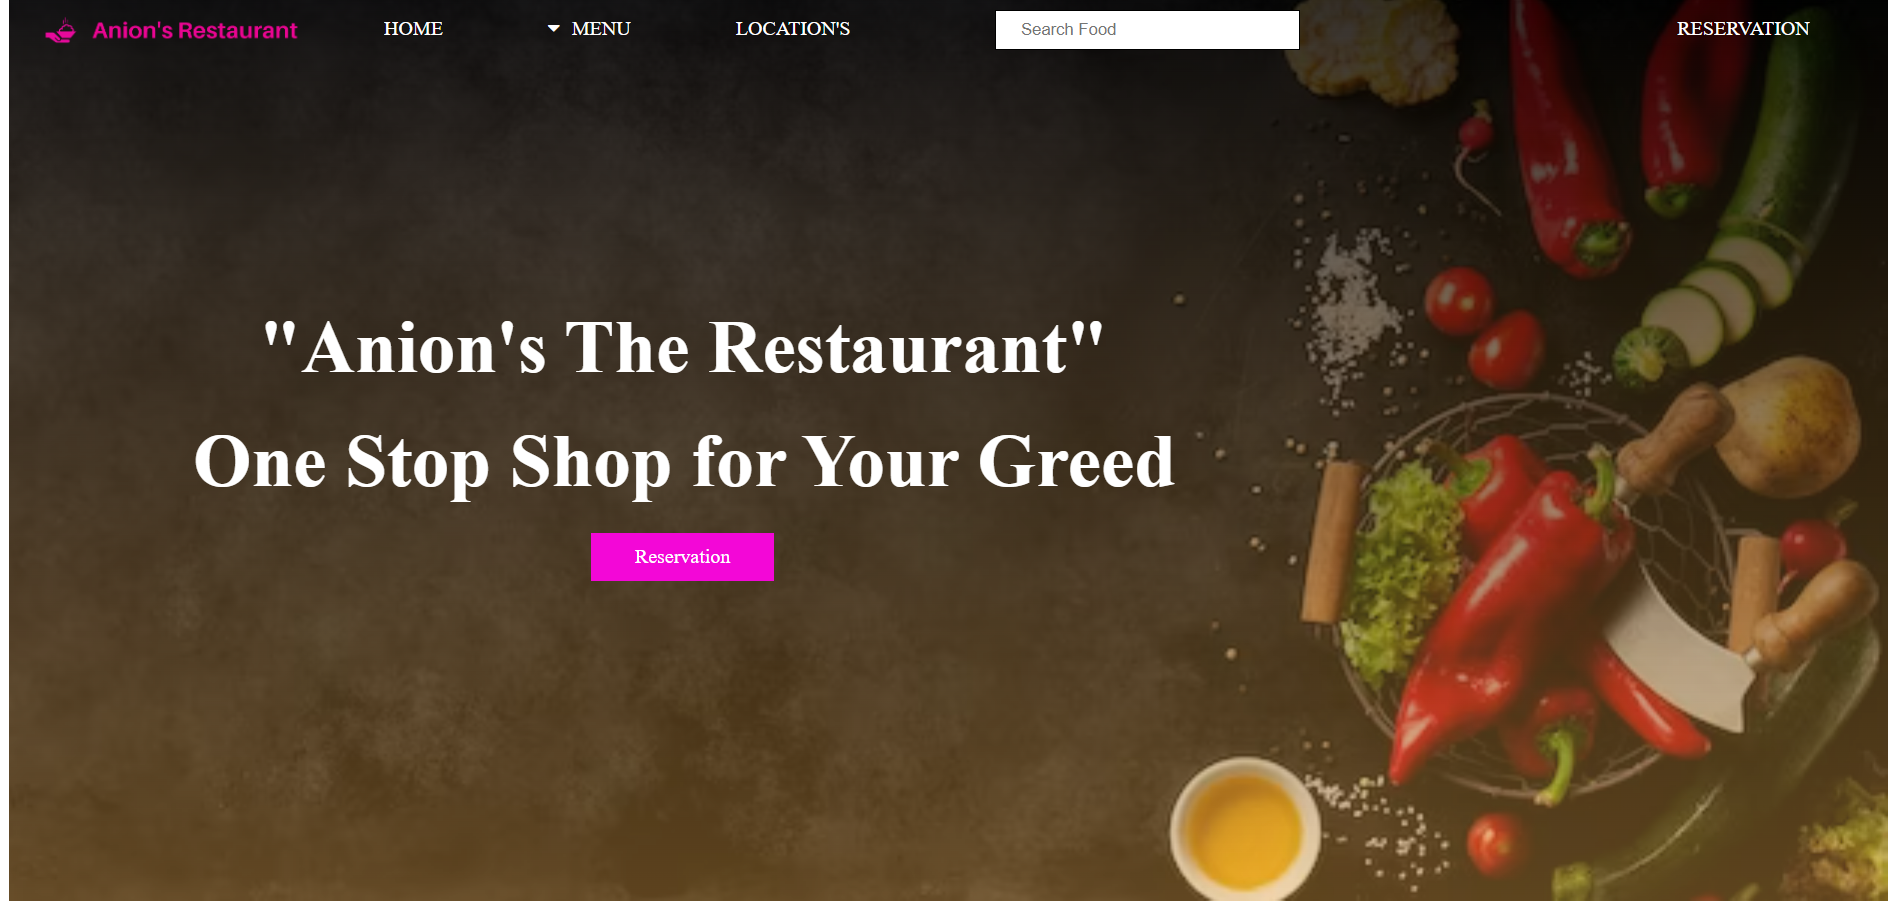 Anion's Restaurant
HOME
MENU
LOCATION'S
Search Food
RESERVATION
"Anion's The Restaurant"
One Stop Shop for Your Greed
Reservation